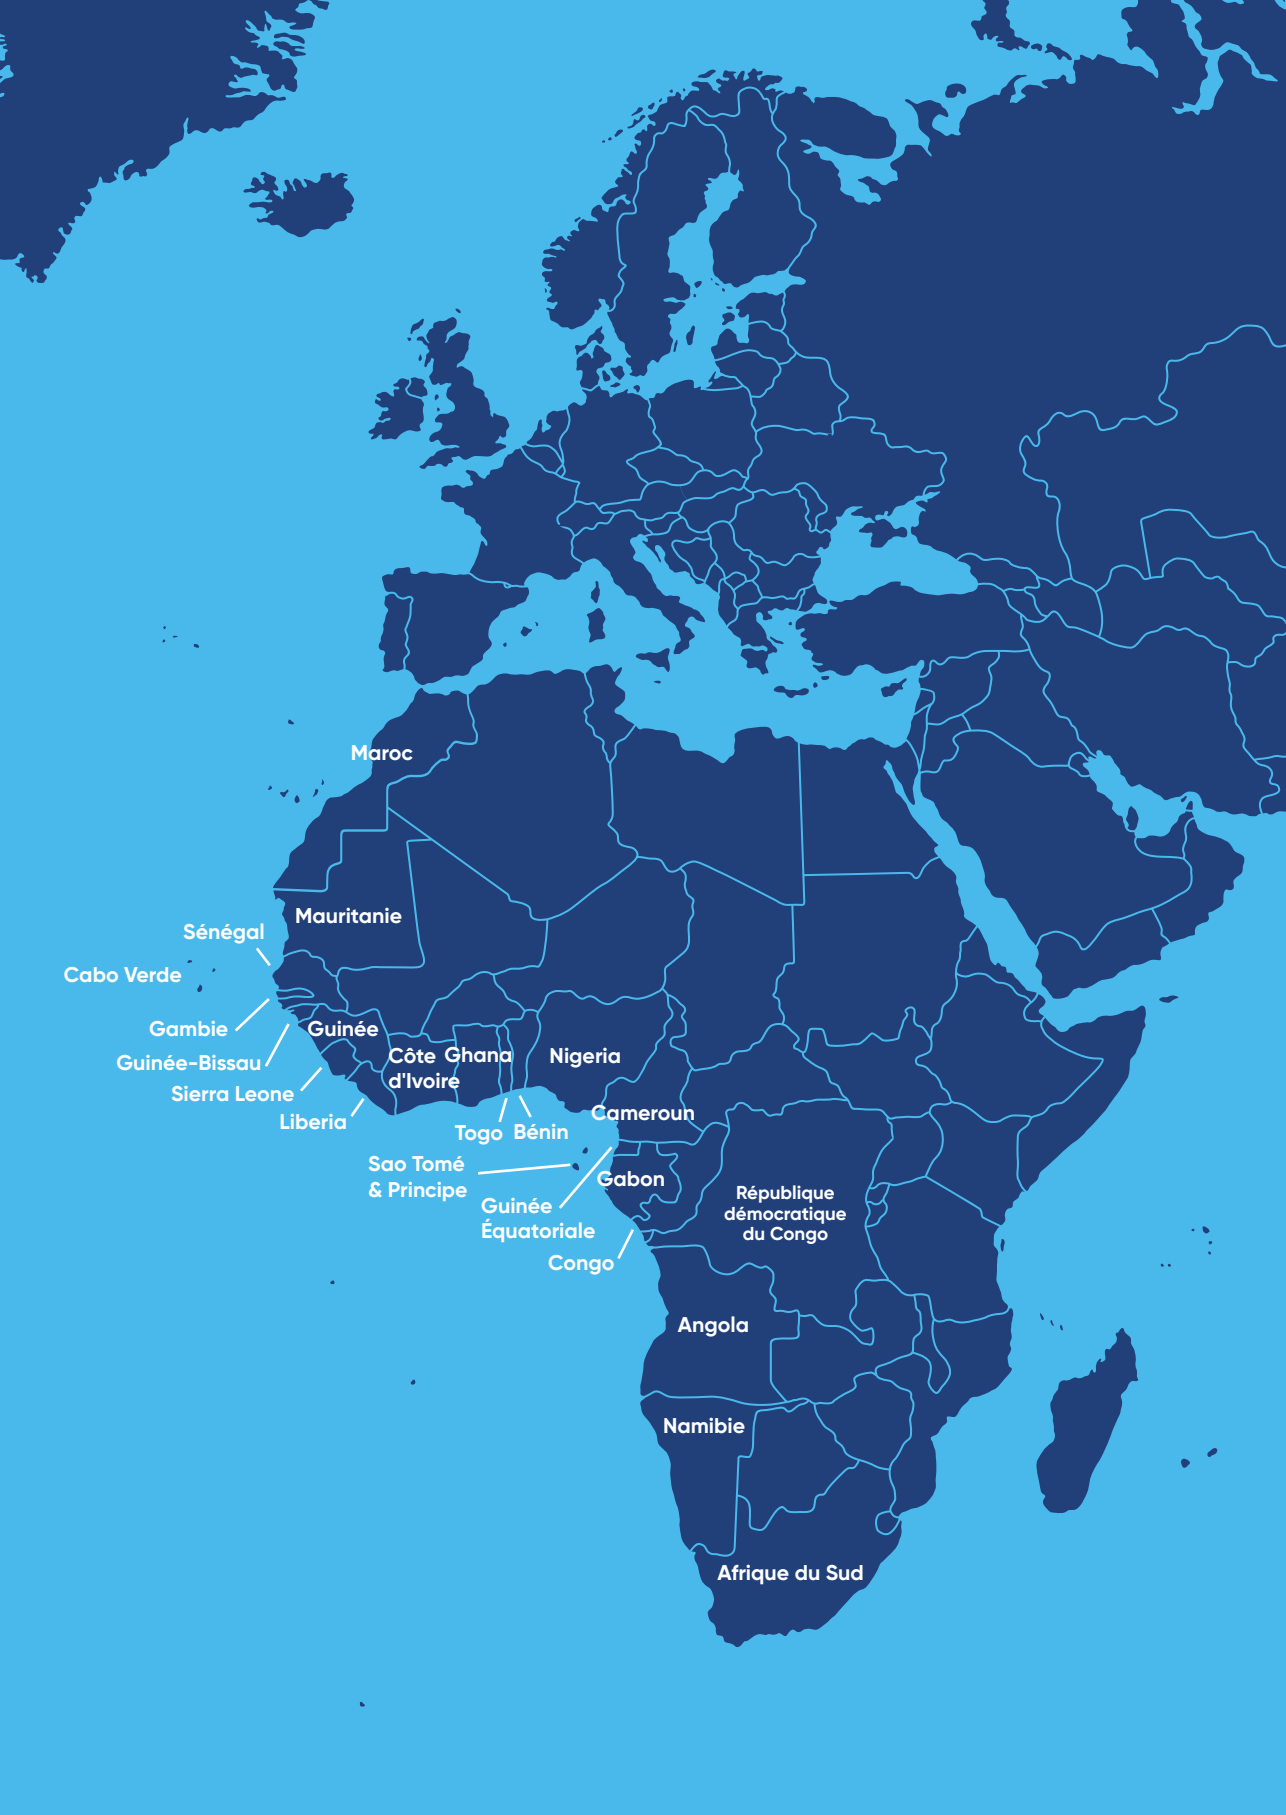 Maroc
Mauritanie
Sénégal
Cabo Verde
Gambie
Guinée
Guinée-Bissau
Côte
d'Ivoire
Ghana
Nigeria
Sierra Leone
Liberia
Togo
Bénin
Cameroun
Sao Tomé
& Principe
Gabon
Guinée
Équatoriale
République
démocratique
du Congo
Congo
Angola
Namibie
Afrique du Sud